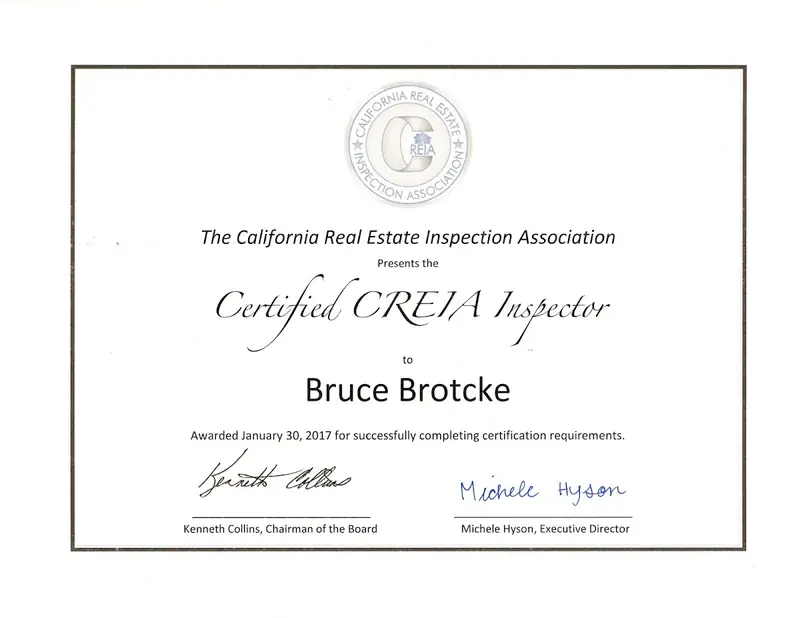 CALIFORNIA REAL ESTATE
INSPECTION ASSOCIATION
CREIA
The California Real Estate Inspection Association
Presents the
Certified CREIA Inspector
to
Bruce Brotcke
Awarded January 30, 2017 for successfully completing certification requirements.
Kenneth Collins Michele Hyson
Kenneth Collins, Chairman of the Board Michele Hyson, Executive Director